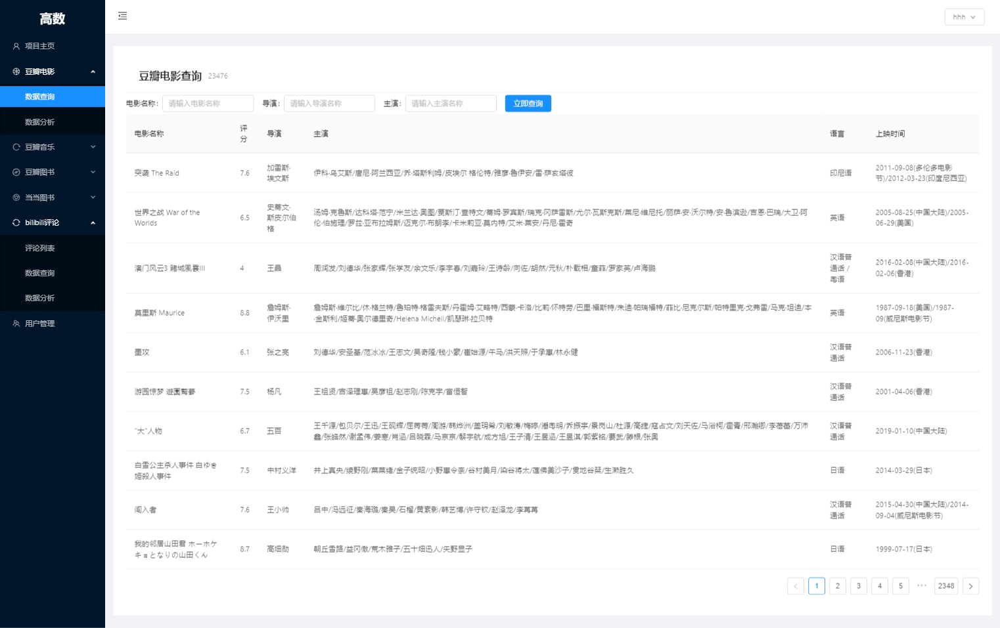 高数
hhh
项目主页
豆瓣电影
数据查询
数据分析
豆瓣音乐
豆瓣图书
当当图书
bilibili评论
评论列表
数据查询
数据分析
用户管理
豆瓣电影查询 23476
电影名称: 请输入电影名称 导演: 请输入导演名称 主演: 请输入主演名称 立即查询
电影名称 评分 导演 主演 语言 上映时间
突袭 The Raid 7.6 加雷斯·埃文斯 伊科·乌艾斯/唐尼·阿兰西亚/乔·塔斯利姆/皮埃尔 格伦特/雅彦·鲁伊安/雷·萨亥塔彼 印尼语 2011-09-08(多伦多电影节)/2012-03-23(印度尼西亚)
世界之战 War of the Worlds 6.5 史蒂文·斯皮尔伯格 汤姆·克鲁斯/达科塔·范宁/米兰达·奥图/贾斯汀·查特文/蒂姆·罗宾斯/瑞克·冈萨雷斯/尤尔·瓦斯克斯/莱尼·维尼托/丽萨·安·沃尔特/安·鲁滨逊/吉恩·巴瑞/大卫·阿
伦·伯施理/罗兹·亚布拉姆斯/迈克尔·布朗李/卡米莉亚·莫内特/艾米·莱安/丹尼·霍奇 英语 2005-08-25(中国大陆)/2005-06-29(美国)
澳门风云3 賭城風雲III 4 王晶 周润发/刘德华/张家辉/张学友/余文乐/李宇春/刘嘉玲/王诗龄/向佐/胡然/元秋/朴载相/童菲/罗家英/卢海鹏 汉语普通话 / 粤语 2016-02-08(中国大陆)/2016-02-06(香港)
莫里斯 Maurice 8.8 詹姆斯·伊沃里 詹姆斯·维尔比/休·格兰特/鲁珀特·格雷夫斯/丹霍姆·艾略特/西蒙·卡洛/比莉·怀特劳/巴里·福斯特/朱迪·帕瑞福特/菲比·尼克尔斯/帕特里克·戈弗雷/马克·坦迪/本
·金斯利/姬蒂·奥尔德里奇/Helena Michell/凯瑟琳·拉贝特 英语 1987-09-18(美国)/1987-09(威尼斯电影节)
墨攻 6.1 张之亮 刘德华/安圣基/范冰冰/王志文/吴奇隆/钱小豪/崔始源/午马/洪天照/于承惠/林永健 汉语普通话 2006-11-23(香港)
游园惊梦 遊園驚夢 7.5 杨凡 王祖贤/宫泽理惠/吴彦祖/赵志刚/陈克宇/富恒智 汉语普通话 2001-04-06(香港)
“大”人物 6.7 五百 王千源/包贝尔/王迅/王砚辉/屈菁菁/周游/韩烨洲/盖玥希/刘敏涛/梅婷/潘粤明/乔振宇/景岗山/杜源/高捷/寇占文/刘天佐/马浴柯/霍青/邢瀚卿/李蓓蕾/万沛
鑫/张皓然/谢孟伟/姜寒/肖涵/吕晓霖/马京京/黎宇航/成方旭/王子清/王昱涵/王昱淇/郭紫铭/要武/滕根/张奥 汉语普通话 2019-01-10(中国大陆)
白雪公主杀人事件 白ゆき姫殺人事件 7.5 中村义洋 井上真央/绫野刚/菜菜绪/金子统昭/小野惠令奈/谷村美月/染谷将太/莲佛美沙子/贯地谷栞/生濑胜久 日语 2014-03-29(日本)
闯入者 7.6 王小帅 吕中/冯远征/秦海璐/秦昊/石榴/黄素影/韩艺博/许守钦/赵泽龙/李苒苒 汉语普通话 2015-04-30(中国大陆)/2014-09-04(威尼斯电影节)
我的邻居山田君 ホーホケキョとなりの山田くん 8.7 高畑勋 朝丘雪路/益冈徹/荒木雅子/五十畑迅人/矢野显子 日语 1999-07-17(日本)
< 1 2 3 4 5 ••• 2348 >